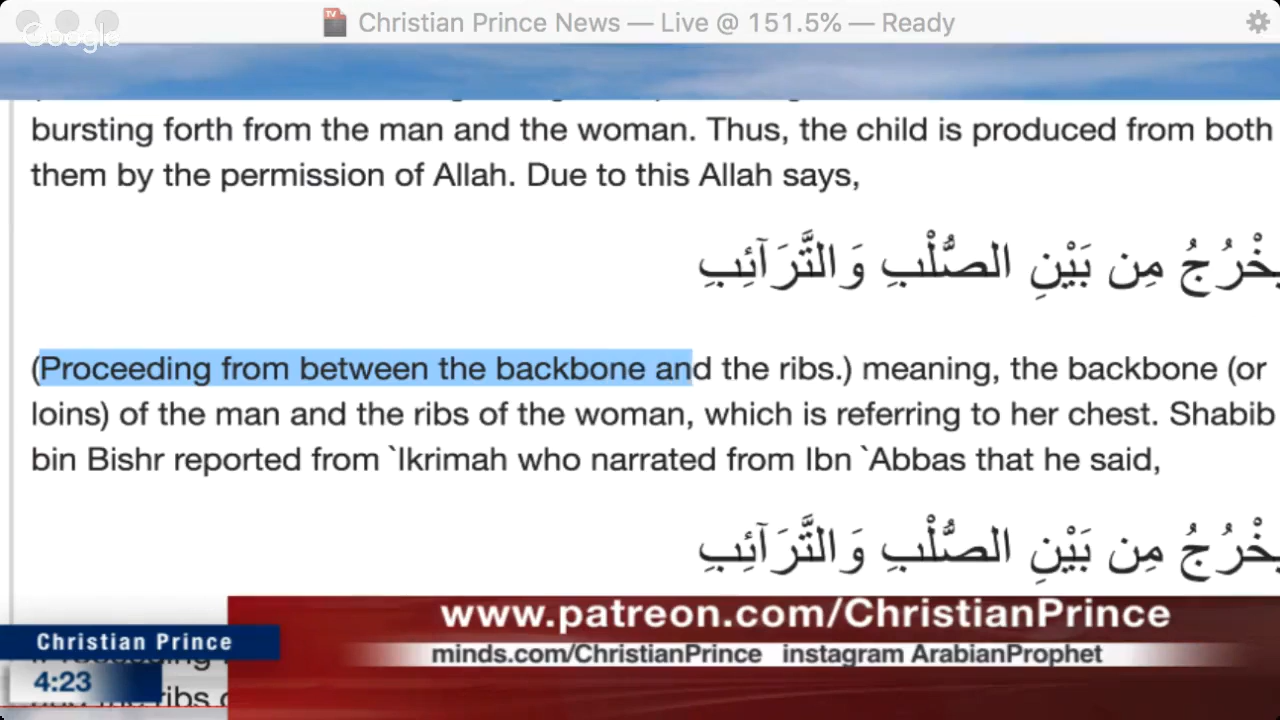 Christian Prince News — Live @ 151.5% — Ready
Google
bursting forth from the man and the woman. Thus, the child is produced from both
them by the permission of Allah. Due to this Allah says,
يَخْرُجُ مِن بَيْنِ الصُّلْبِ وَالتَّرَآئِبِ
(Proceeding from between the backbone and the ribs.) meaning, the backbone (or
loins) of the man and the ribs of the woman, which is referring to her chest. Shabib
bin Bishr reported from `Ikrimah who narrated from Ibn `Abbas that he said,
يَخْرُجُ مِن بَيْنِ الصُّلْبِ وَالتَّرَآئِبِ
www.patreon.com/ChristianPrince
Christian Prince
minds.com/ChristianPrince instagram ArabianProphet
4:23
ribs